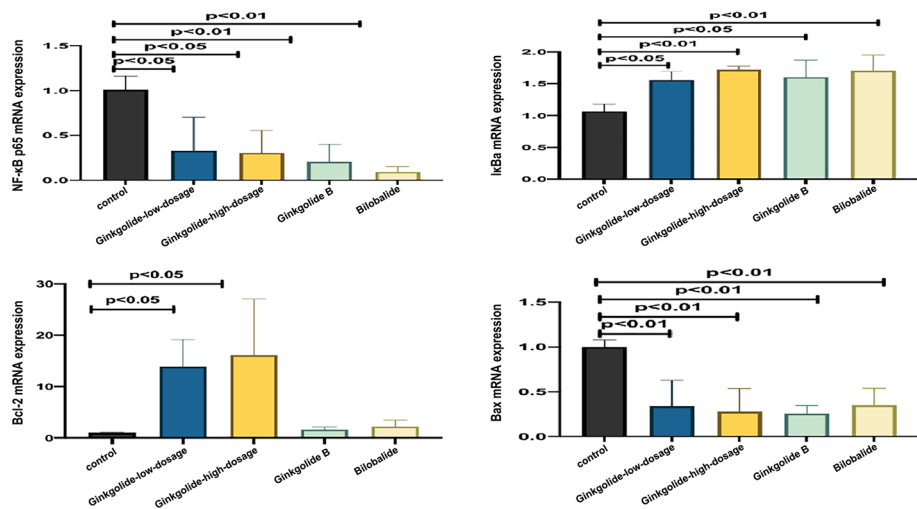 p<0.01
p<0.01
p<0.05
p<0.05
NF-κB p65 mRNA expression
1.5
1.0
0.5
0.0
control
Ginkgolide-low-dosage
Ginkgolide-high-dosage
Ginkgolide B
Bilobalide
p<0.01
p<0.05
p<0.01
p<0.05
IκBa mRNA expression
2.0
1.5
1.0
0.5
0.0
control
Ginkgolide-low-dosage
Ginkgolide-high-dosage
Ginkgolide B
Bilobalide
p<0.05
p<0.05
Bcl-2 mRNA expression
30
20
10
0
control
Ginkgolide-low-dosage
Ginkgolide-high-dosage
Ginkgolide B
Bilobalide
p<0.01
p<0.01
p<0.01
p<0.01
Bax mRNA expression
1.5
1.0
0.5
0.0
control
Ginkgolide-low-dosage
Ginkgolide-high-dosage
Ginkgolide B
Bilobalide